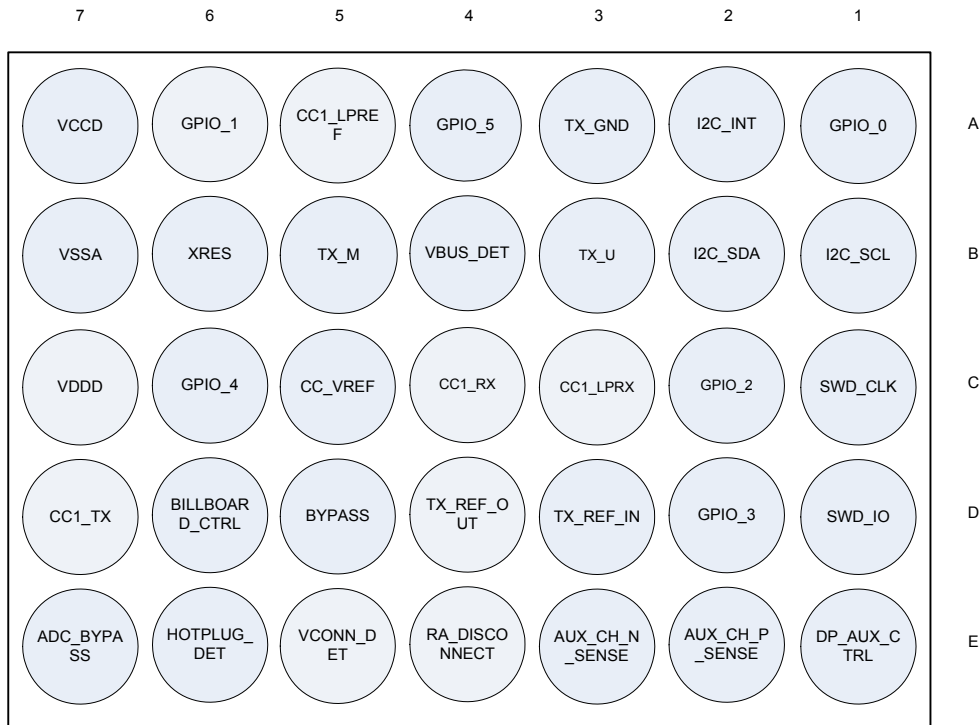 7 6 5 4 3 2 1
VCCD GPIO_1 CC1_LPRE
F GPIO_5 TX_GND I2C_INT GPIO_0 A
VSSA XRES TX_M VBUS_DET TX_U I2C_SDA I2C_SCL B
VDDD GPIO_4 CC_VREF CC1_RX CC1_LPRX GPIO_2 SWD_CLK C
CC1_TX BILLBOAR
D_CTRL BYPASS TX_REF_O
UT TX_REF_IN GPIO_3 SWD_IO D
ADC_BYPA
SS HOTPLUG_
DET VCONN_D
ET RA_DISCO
NNECT AUX_CH_N
_SENSE AUX_CH_P
_SENSE DP_AUX_C
TRL E